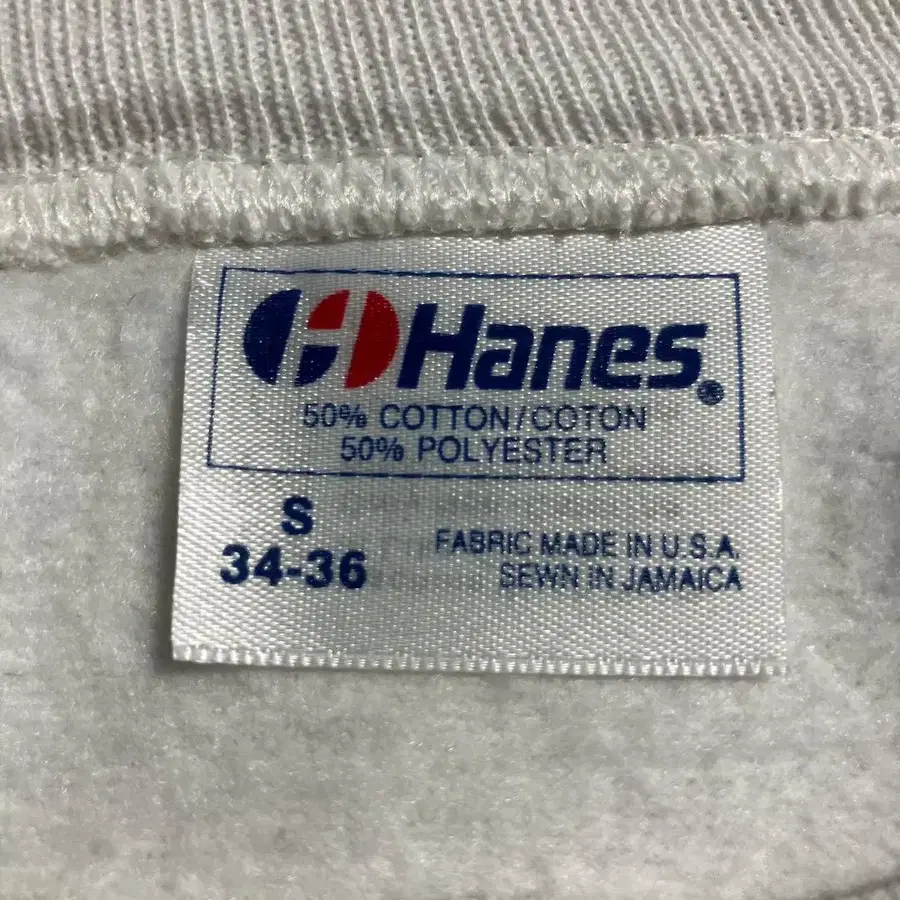 Hanes®
50% COTTON/COTON
50% POLYESTER
S
34-36
FABRIC MADE IN U.S.A.
SEWN IN JAMAICA